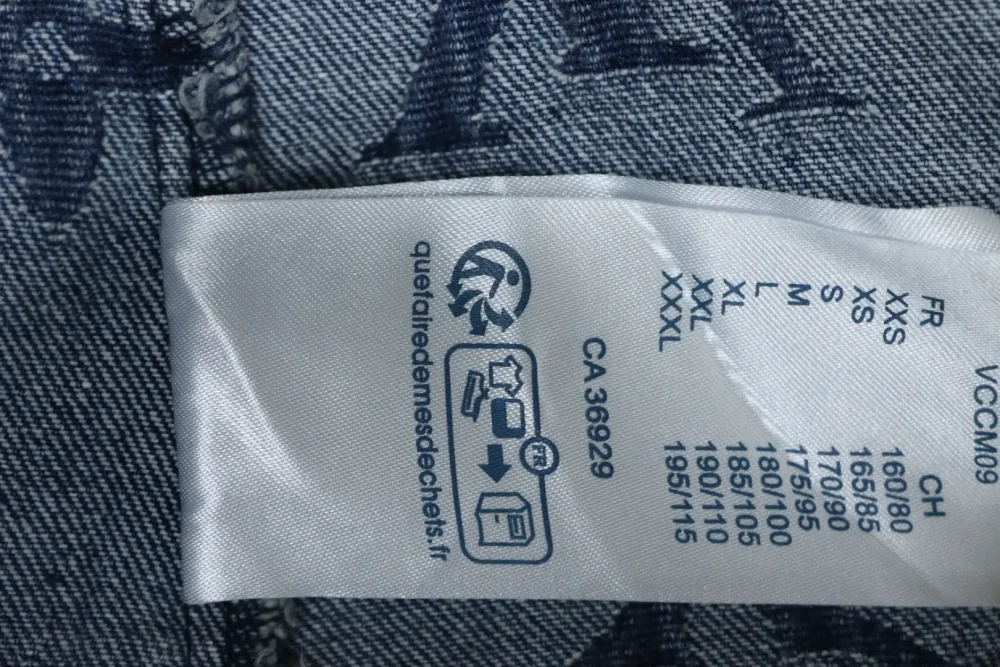 VCCM09
FR CH
XXS 160/80
XS 165/85
S 170/90
M 175/95
L 180/100
XL 185/105
XXL 190/110
XXXL 195/115
CA 36929
FR
quefairedemesdechets.fr